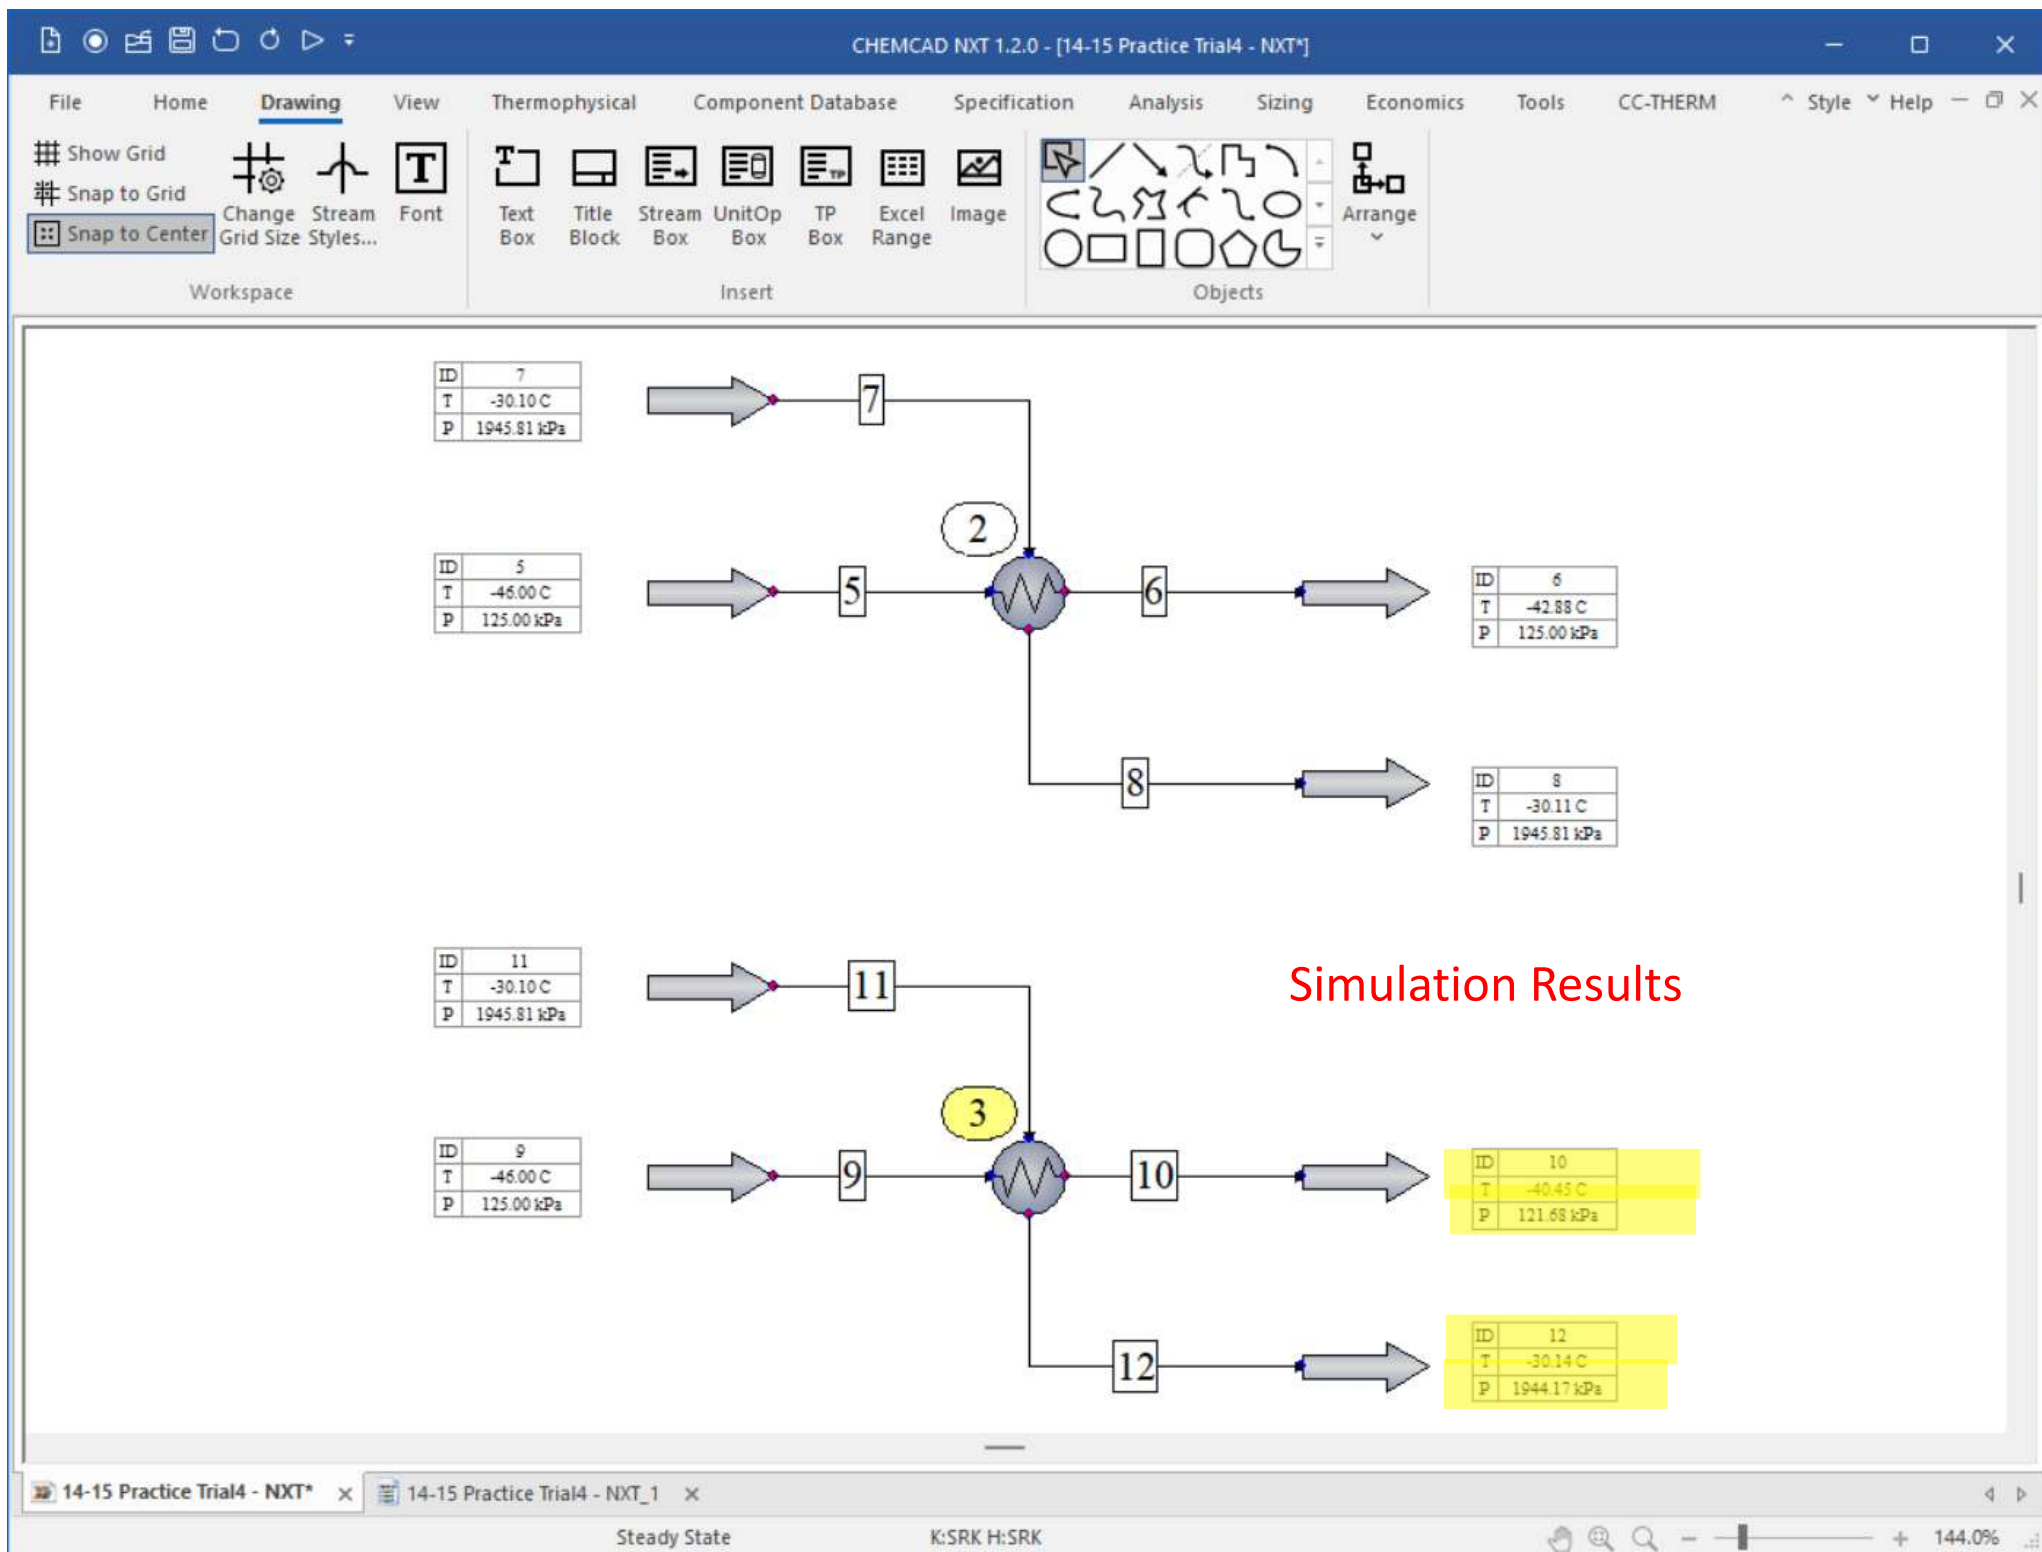 CHEMCAD NXT 1.2.0 - [14-15 Practice Trial4 - NXT*]
File Home Drawing View Thermophysical Component Database Specification Analysis Sizing Economics Tools CC-THERM Style Help
Show Grid
Snap to Grid
Snap to Center
Change Grid Size
Stream Styles...
Font
Workspace
Text Box
Title Block
Stream Box
UnitOp Box
TP Box
Excel Range
Image
Insert
Arrange
Objects
ID 7
T -30.10 C
P 1945.81 kPa
7
2
ID 5
T -46.00 C
P 125.00 kPa
5
6
ID 6
T -42.88 C
P 125.00 kPa
8
ID 8
T -30.11 C
P 1945.81 kPa
ID 11
T -30.10 C
P 1945.81 kPa
11
Simulation Results
3
ID 9
T -46.00 C
P 125.00 kPa
9
10
ID 10
T -40.45 C
P 121.68 kPa
12
ID 12
T -30.14 C
P 1944.17 kPa
14-15 Practice Trial4 - NXT* 14-15 Practice Trial4 - NXT_1
Steady State K:SRK H:SRK 144.0%